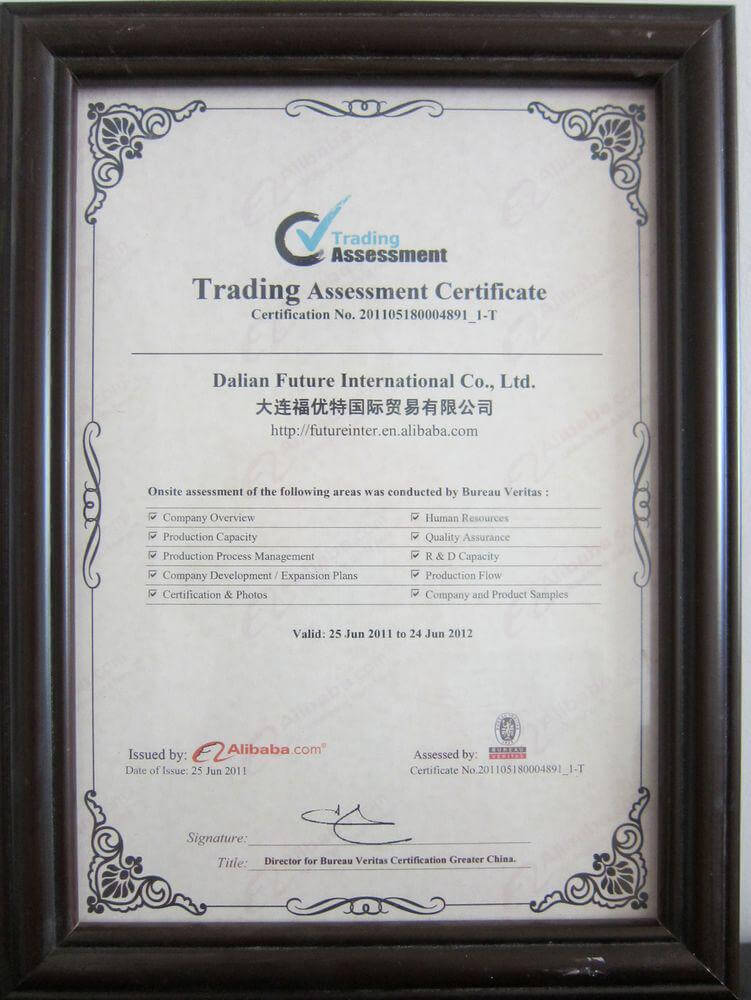 Trading
Assessment
Trading Assessment Certificate
Certification No. 201105180004891_1-T
Dalian Future International Co., Ltd.
大连福优特国际贸易有限公司
http://futureinter.en.alibaba.com
Onsite assessment of the following areas was conducted by Bureau Veritas :
Company Overview
Human Resources
Production Capacity
Quality Assurance
Production Process Management
R & D Capacity
Company Development / Expansion Plans
Production Flow
Certification & Photos
Company and Product Samples
Valid: 25 Jun 2011 to 24 Jun 2012
Issued by: Alibaba.com®
Date of Issue: 25 Jun 2011
Assessed by: BUREAU VERITAS
Certificate No.201105180004891_1-T
Signature:
Title: Director for Bureau Veritas Certification Greater China.